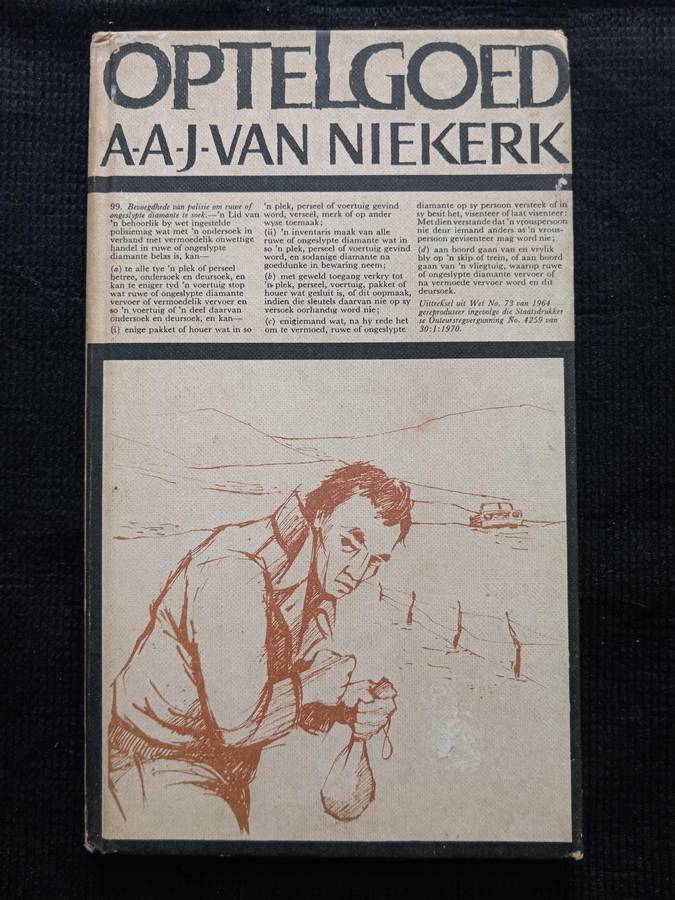 OPTELGOED
A·A·J·VAN NIEKERK
99. Bevoegdhede van polisie om ruwe of
ongeslypte diamante te soek.—'n Lid van
'n behoorlik by wet ingestelde
polisiemag wat met 'n ondersoek in
verband met vermoedelik onwettige
handel in ruwe of ongeslypte
diamante belas is, kan—
(a) te alle tye 'n plek of perseel
betree, ondersoek en deursoek, en
kan te eniger tyd 'n voertuig stop
wat ruwe of ongeslypte diamante
vervoer of vermoedelik vervoer en
so 'n voertuig of 'n deel daarvan
ondersoek en deursoek, en kan—
(i) enige pakket of houer wat in so
'n plek, perseel of voertuig gevind
word, verseël, merk of op ander
wyse toemaak;
(ii) 'n inventaris maak van alle
ruwe of ongeslypte diamante wat in
so 'n plek, perseel of voertuig gevind
word, en sodanige diamante na
goeddunke in bewaring neem;
(b) met geweld toegang verkry tot
'n plek, perseel, voertuig, pakket of
houer wat gesluit is, of dit oopmaak,
indien die sleutels daarvan nie op sy
versoek oorhandig word nie;
(c) enigiemand wat, na hy rede het
om te vermoed, ruwe of ongeslypte
diamante op sy persoon versteek of in
sy besit het, visenteer of laat visenteer:
Met dien verstande dat 'n vrouspersoon
nie deur iemand anders as 'n vrous-
persoon gevisenteer mag word nie;
(d) aan boord gaan van en vrylik
bly op 'n skip of trein, of aan boord
gaan van 'n vliegtuig, waarop ruwe
of ongeslypte diamante vervoer of
na vermoede vervoer word en dit
deursoek.
Uittreksel uit Wet No. 73 van 1964
gereproduseer ingevolge die Staatsdrukker
se Outeursregvergunning No. 4259 van
30:1:1970.